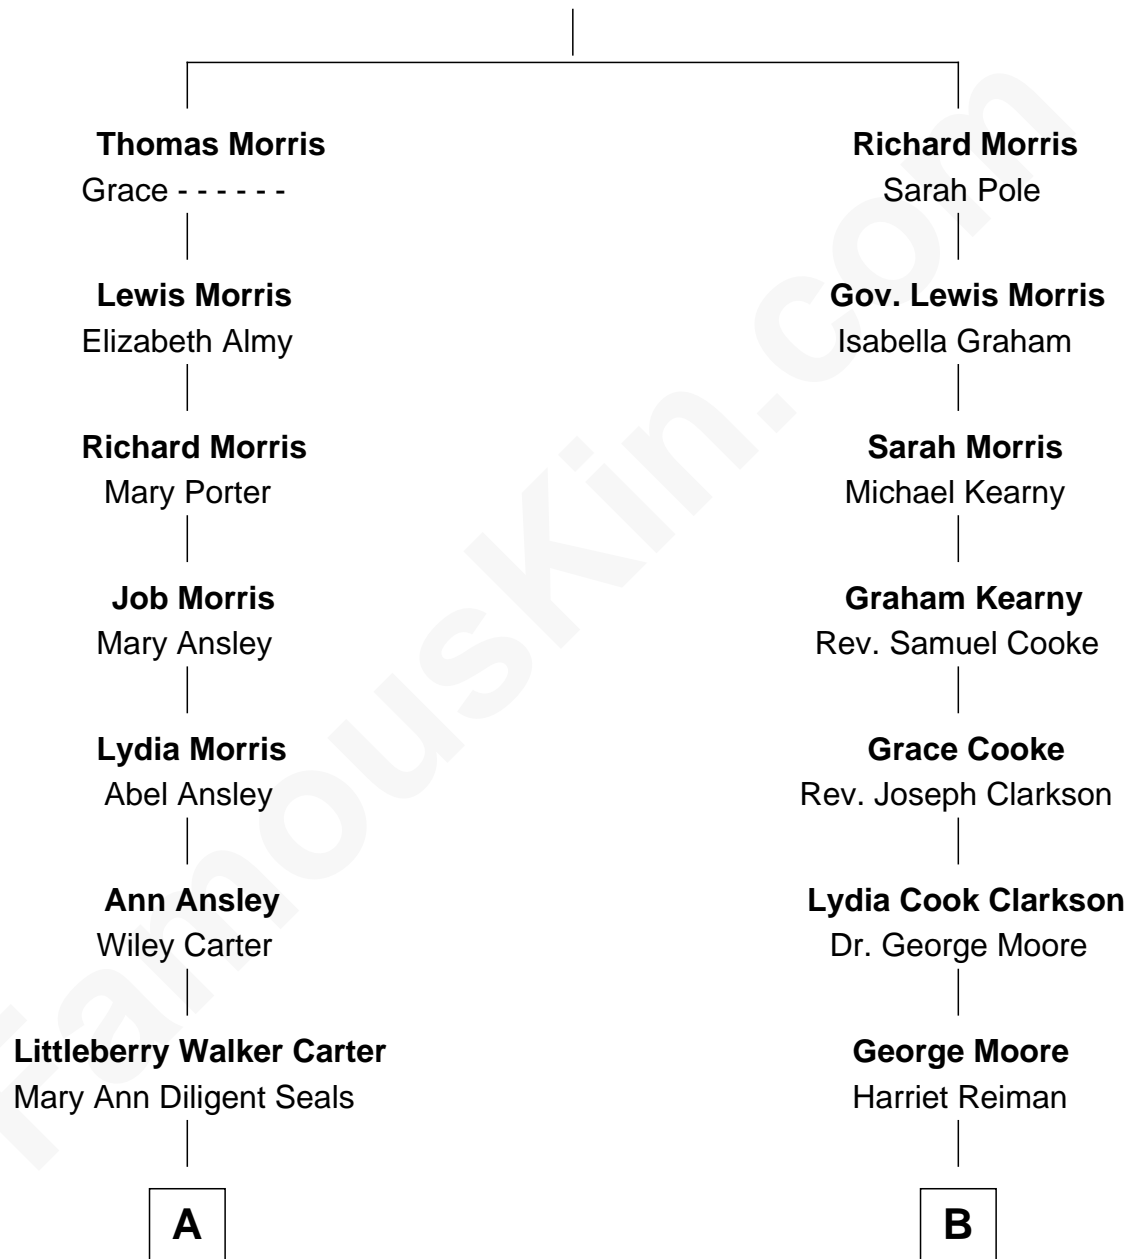 Thomas Morris
Grace - - - - - -
Lewis Morris
Elizabeth Almy
Richard Morris
Mary Porter
Job Morris
Mary Ansley
Lydia Morris
Abel Ansley
Ann Ansley
Wiley Carter
Littleberry Walker Carter
Mary Ann Diligent Seals
A
Richard Morris
Sarah Pole
Gov. Lewis Morris
Isabella Graham
Sarah Morris
Michael Kearny
Graham Kearny
Rev. Samuel Cooke
Grace Cooke
Rev. Joseph Clarkson
Lydia Cook Clarkson
Dr. George Moore
George Moore
Harriet Reiman
B
FamousKin.com